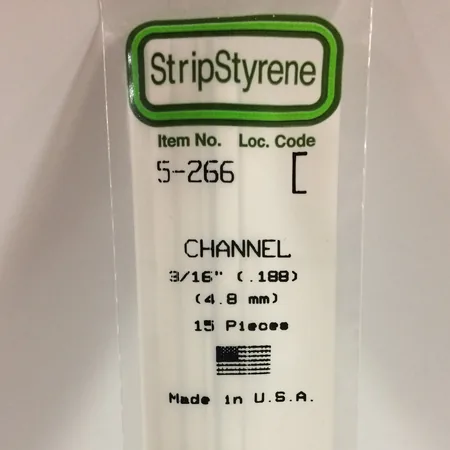 StripStyrene
Item No. Loc. Code
5-266 [
CHANNEL
3/16" (.188)
(4.8 mm)
15 Pieces
Made in U.S.A.